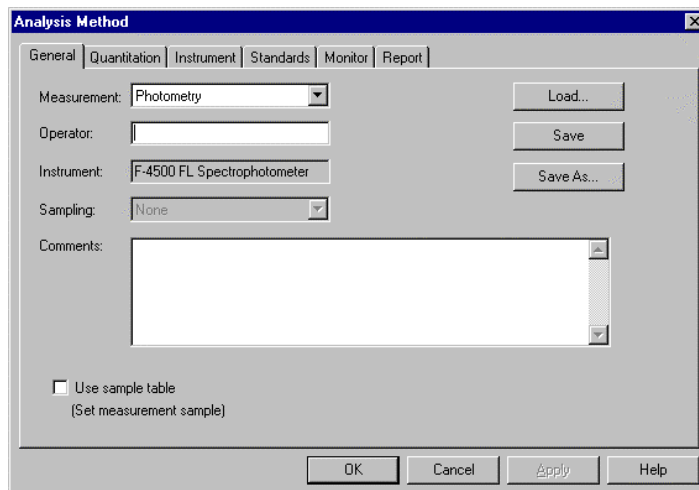 Analysis Method
General Quantitation Instrument Standards Monitor Report
Measurement: Photometry Load...
Operator: Save
Instrument: F-4500 FL Spectrophotometer Save As...
Sampling: None
Comments:
Use sample table
(Set measurement sample)
OK Cancel Apply Help